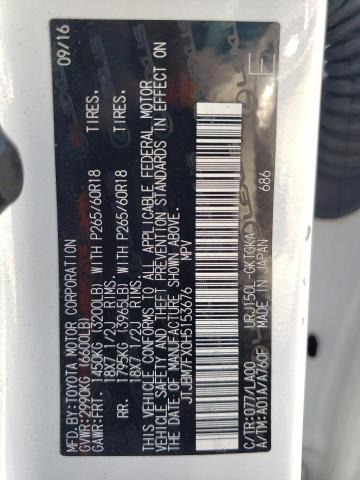 MFD.BY:TOYOTA MOTOR CORPORATION 09/16
GVWR:2990KG (6600LB)
GAWR:FRT. 1450KG (3200LB) WITH P265/60R18 TIRES.
18X7 1/2J RIMS
RR. 1795KG (3965LB) WITH P265/60R18 TIRES.
18X7 1/2J RIMS
THIS VEHICLE CONFORMS TO ALL APPLICABLE FEDERAL MOTOR
VEHICLE SAFETY AND THEFT PREVENTION STANDARDS IN EFFECT ON
THE DATE OF MANUFACTURE SHOWN ABOVE.
JTJBM7FX0H5153676 MPV
686
C/TR:077/LA00 URJ150L-GKTGKA
A/TM:A01A/A760F MADE IN JAPAN E